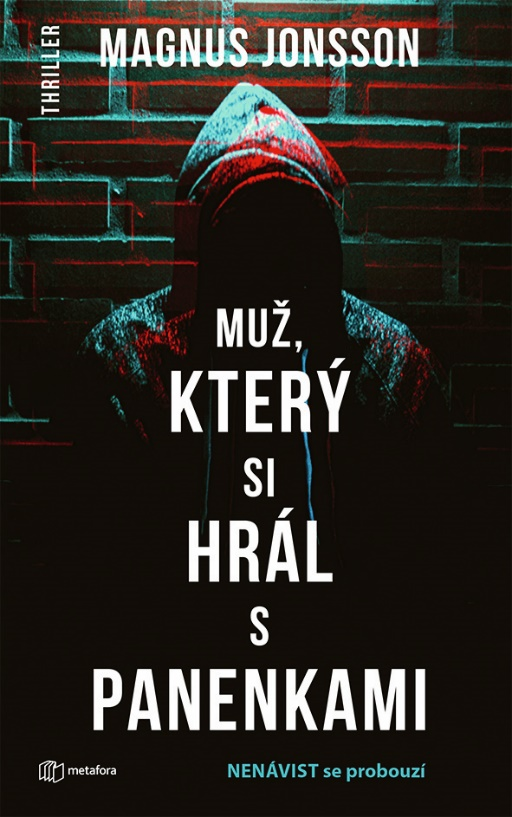 THRILLER
MAGNUS JONSSON
MUŽ,
KTERÝ
SI
HRÁL
S
PANENKAMI
metafora
NENÁVIST se probouzí